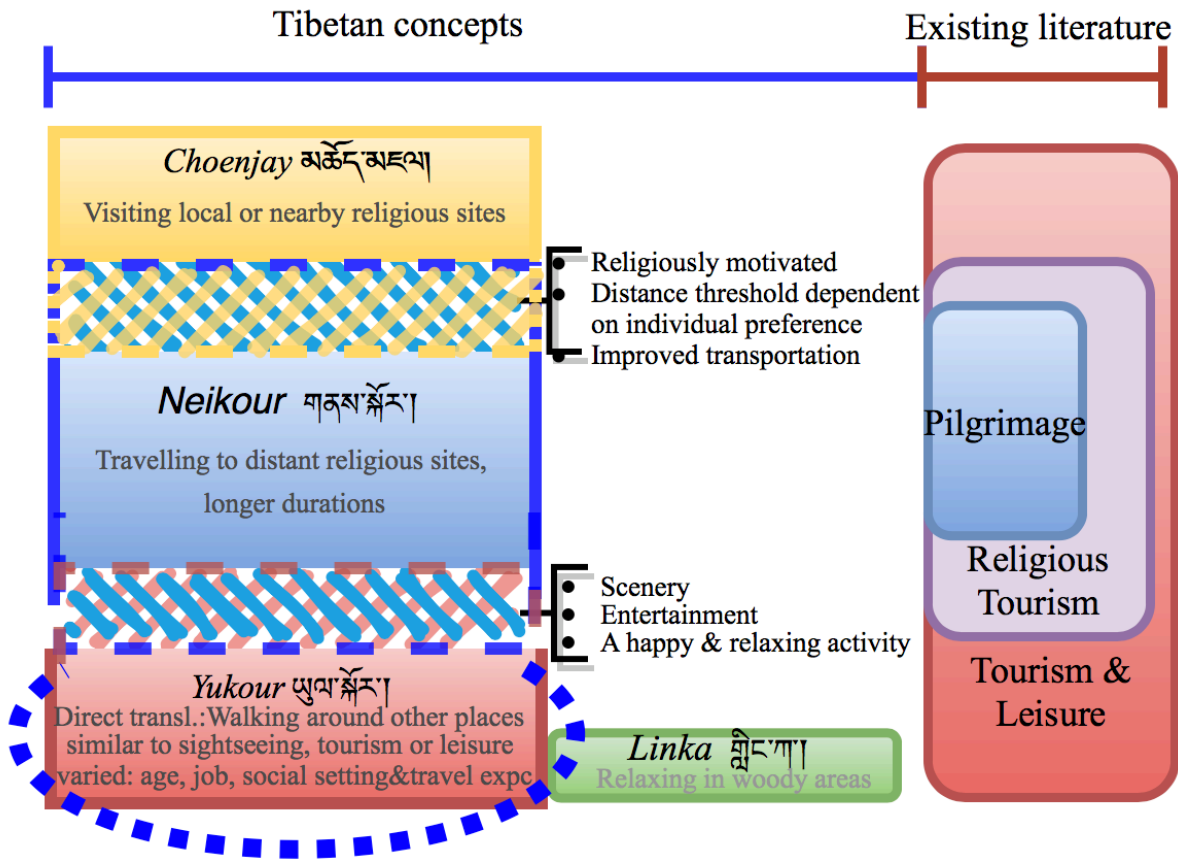 Tibetan concepts
Existing literature
Choenjay མཆོད་མཇལ།
Visiting local or nearby religious sites
• Religiously motivated
• Distance threshold dependent
on individual preference
• Improved transportation
Neikour གནས་སྐོར་།
Travelling to distant religious sites,
longer durations
• Scenery
• Entertainment
• A happy & relaxing activity
Yukour ཡུལ་སྐོར་།
Direct transl.:Walking around other places
similar to sightseeing, tourism or leisure
varied: age, job, social setting&travel expc
Linka གླིང་ཀ།
Relaxing in woody areas
Pilgrimage
Religious
Tourism
Tourism &
Leisure